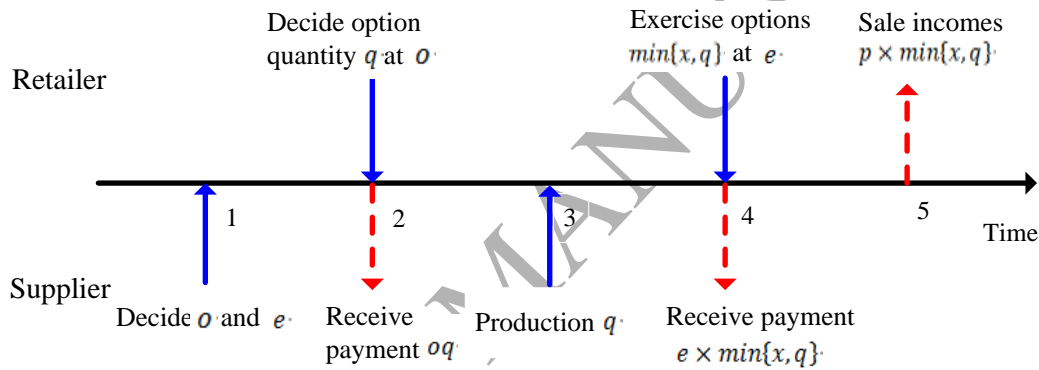 Decide option
quantity q at o
Exercise options
min{x, q} at e
Sale incomes
p × min{x, q}
Retailer
1
2
3
4
5
Time
Supplier
Decide o and e
Receive
payment oq
Production q
Receive payment
e × min{x, q}
MANU